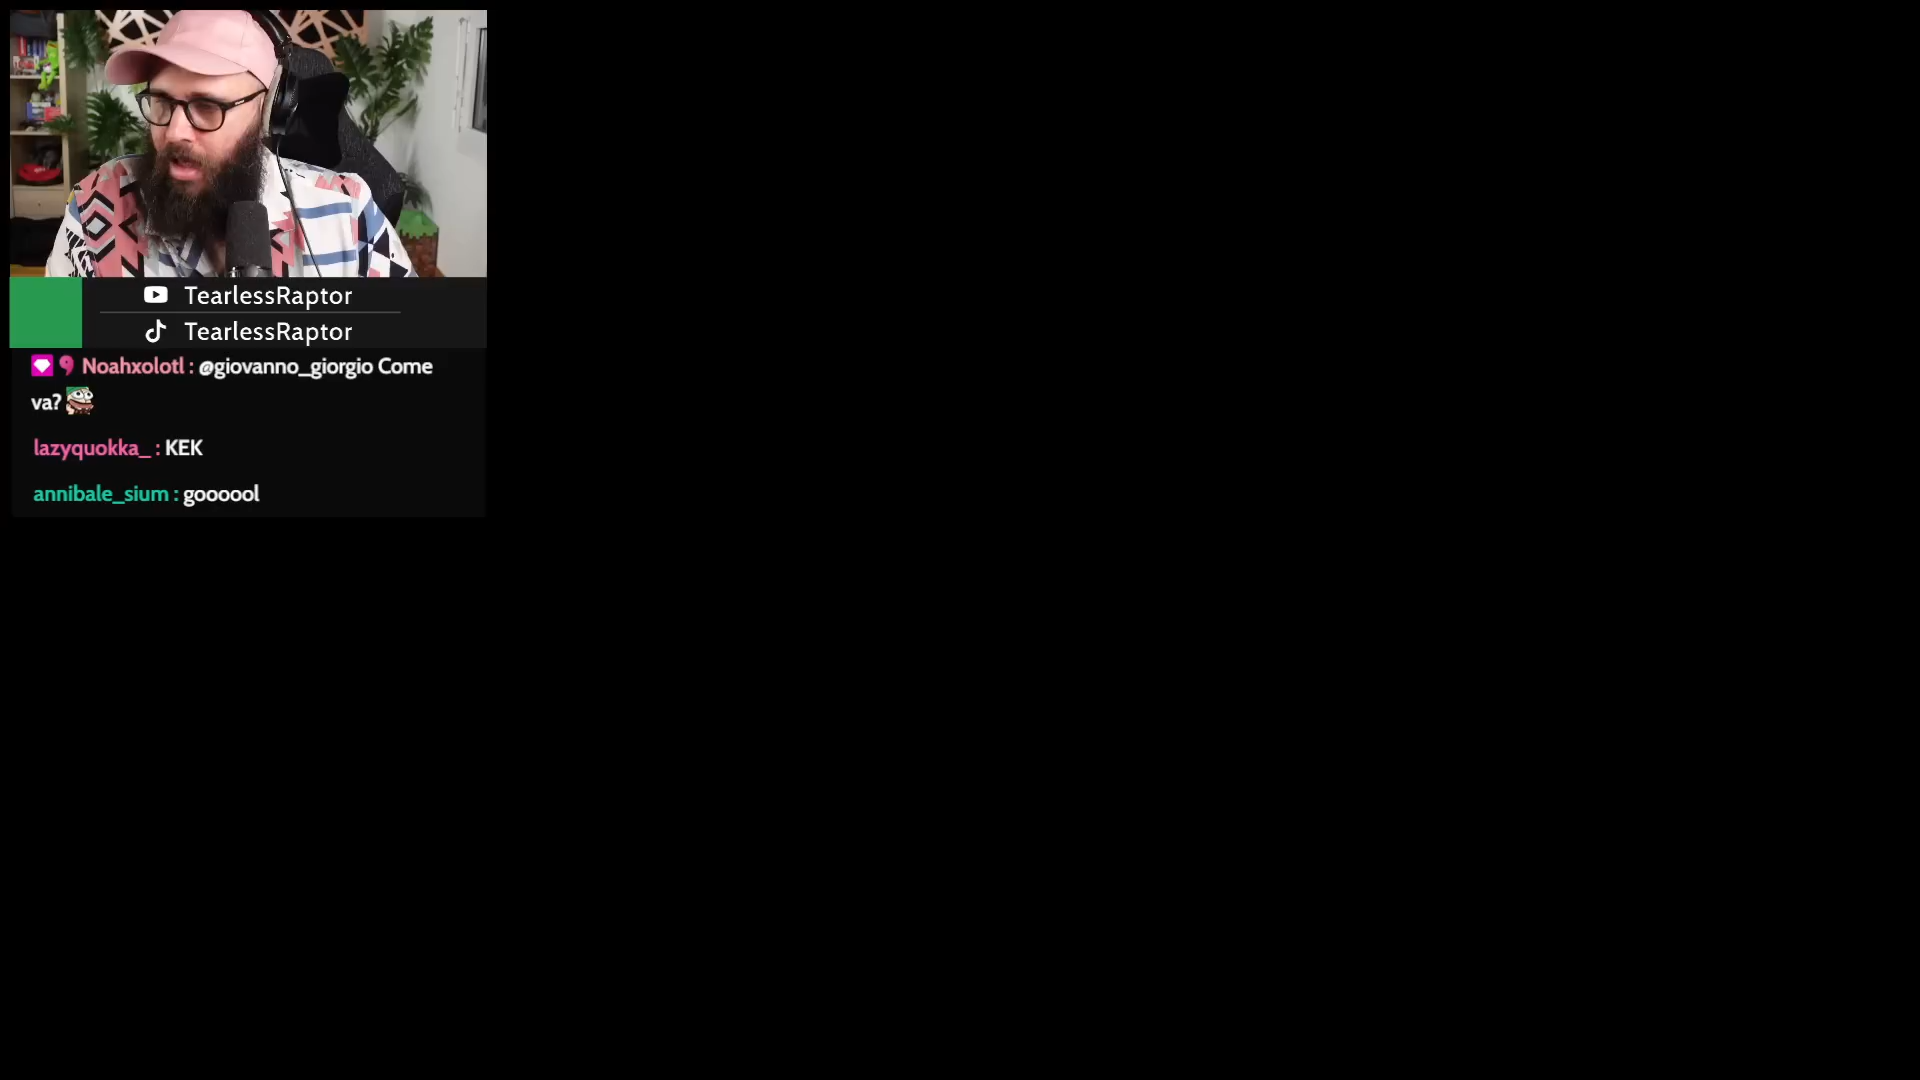 TearlessRaptor
TearlessRaptor
Noahxolotl : @giovanno_giorgio Come
va?
lazyquokka_ : KEK
annibale_sium : goooool